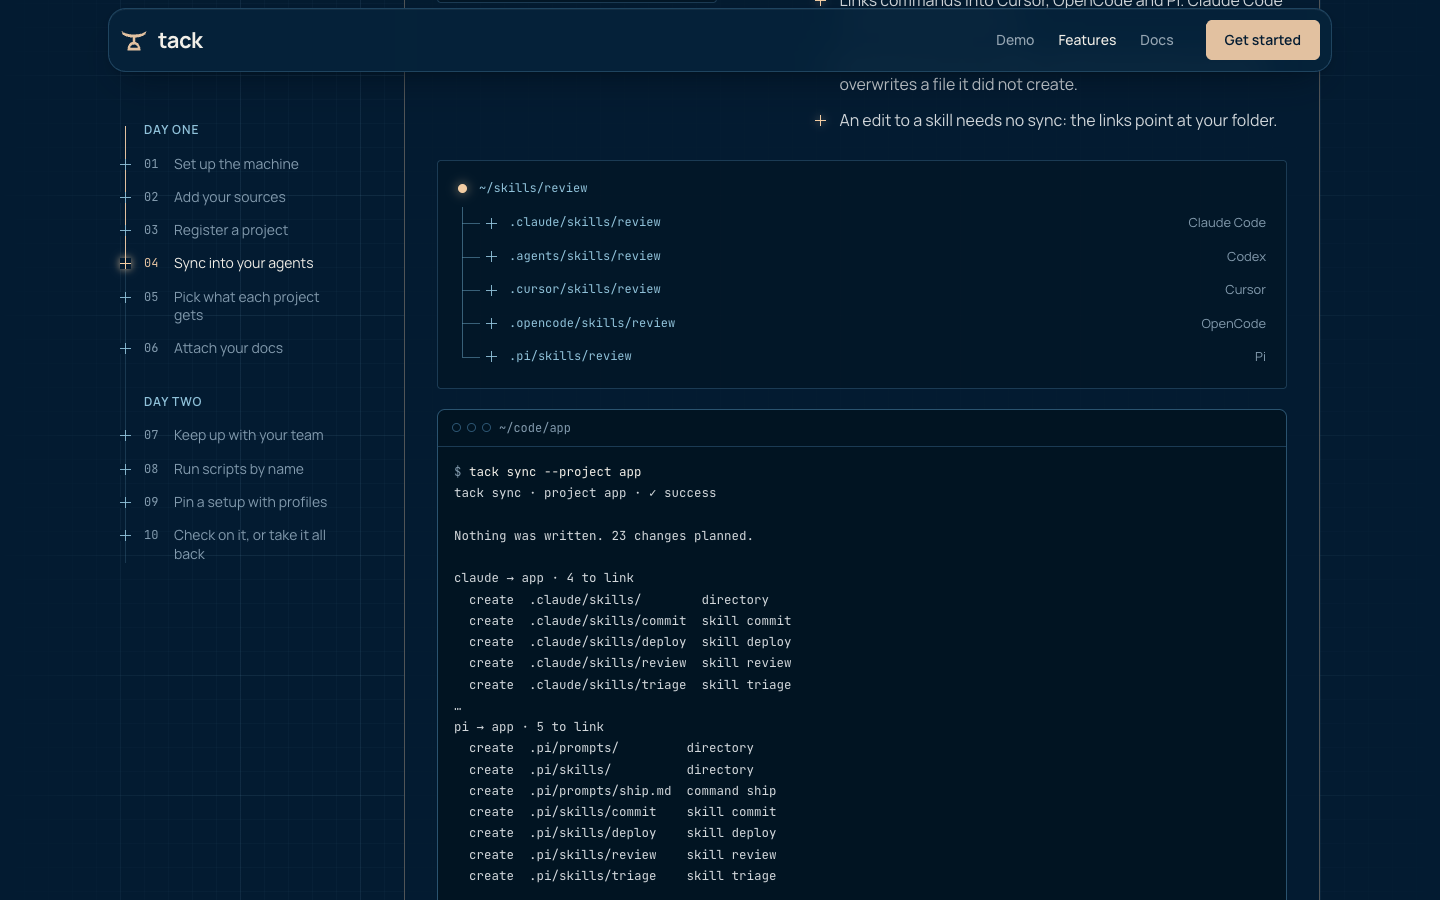 Links commands into Cursor, OpenCode and Pi. Claude Code
tack
Demo
Features
Docs
Get started
overwrites a file it did not create.
An edit to a skill needs no sync: the links point at your folder.
DAY ONE
01 Set up the machine
02 Add your sources
03 Register a project
04 Sync into your agents
05 Pick what each project
gets
06 Attach your docs
DAY TWO
07 Keep up with your team
08 Run scripts by name
09 Pin a setup with profiles
10 Check on it, or take it all
back
~/skills/review
.claude/skills/review Claude Code
.agents/skills/review Codex
.cursor/skills/review Cursor
.opencode/skills/review OpenCode
.pi/skills/review Pi
~/code/app
$ tack sync --project app
tack sync · project app · ✓ success
Nothing was written. 23 changes planned.
claude → app · 4 to link
create .claude/skills/ directory
create .claude/skills/commit skill commit
create .claude/skills/deploy skill deploy
create .claude/skills/review skill review
create .claude/skills/triage skill triage
…
pi → app · 5 to link
create .pi/prompts/ directory
create .pi/skills/ directory
create .pi/prompts/ship.md command ship
create .pi/skills/commit skill commit
create .pi/skills/deploy skill deploy
create .pi/skills/review skill review
create .pi/skills/triage skill triage